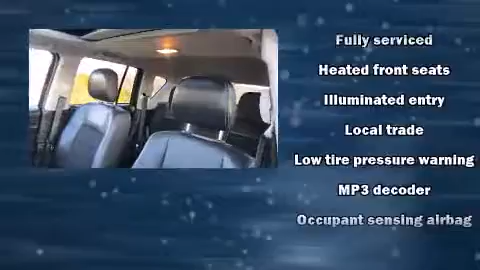 Fully serviced
Heated front seats
Illuminated entry
Local trade
Low tire pressure warning
MP3 decoder
Occupant sensing airbag